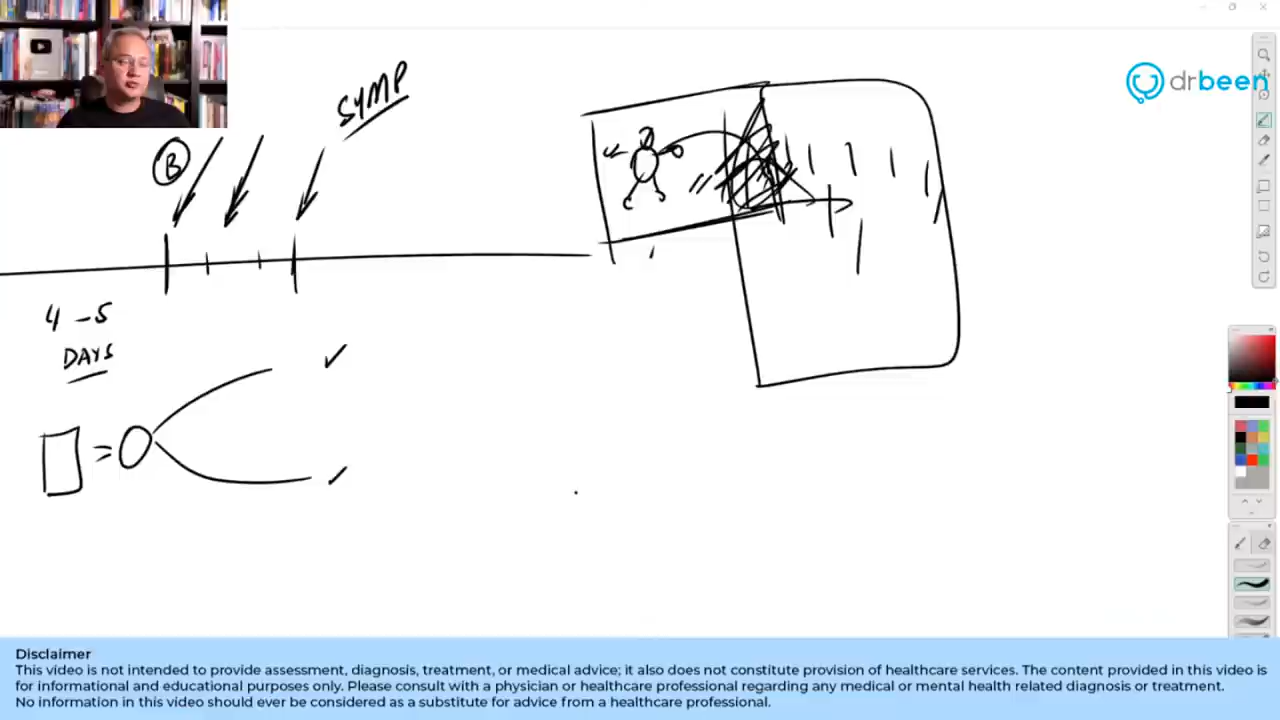 drbeen
SYMP
B
4 - 5
DAYS
Disclaimer
This video is not intended to provide assessment, diagnosis, treatment, or medical advice; it also does not constitute provision of healthcare services. The content provided in this video is
for informational and educational purposes only. Please consult with a physician or healthcare professional regarding any medical or mental health related diagnosis or treatment.
No information in this video should ever be considered as a substitute for advice from a healthcare professional.